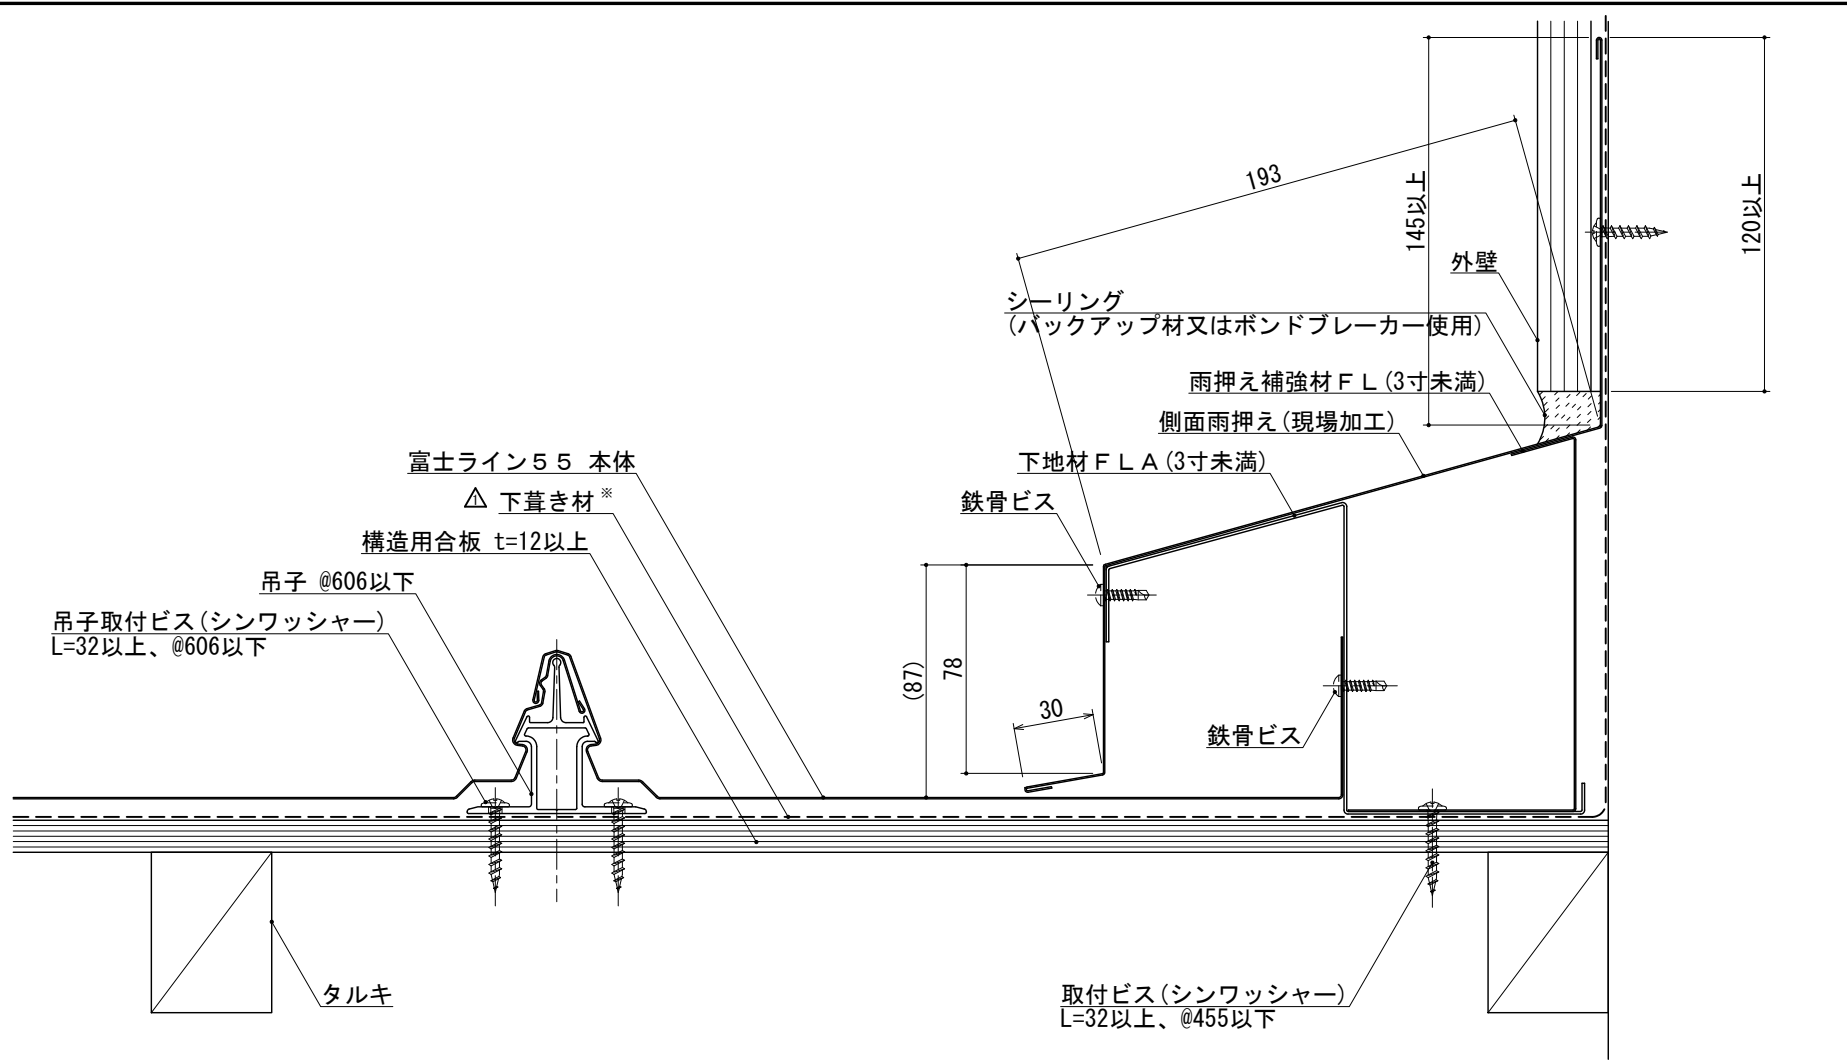 145以上
120以上
193
外壁
シーリング
(バックアップ材又はボンドブレーカー使用)
雨押え補強材ＦＬ(3寸未満)
側面雨押え(現場加工)
下地材ＦＬＡ(3寸未満)
鉄骨ビス
富士ライン５５ 本体
1 下葺き材※
構造用合板 t=12以上
吊子 @606以下
吊子取付ビス(シンワッシャー)
L=32以上、@606以下
(87)
78
30
鉄骨ビス
タルキ
取付ビス(シンワッシャー)
L=32以上、@455以下